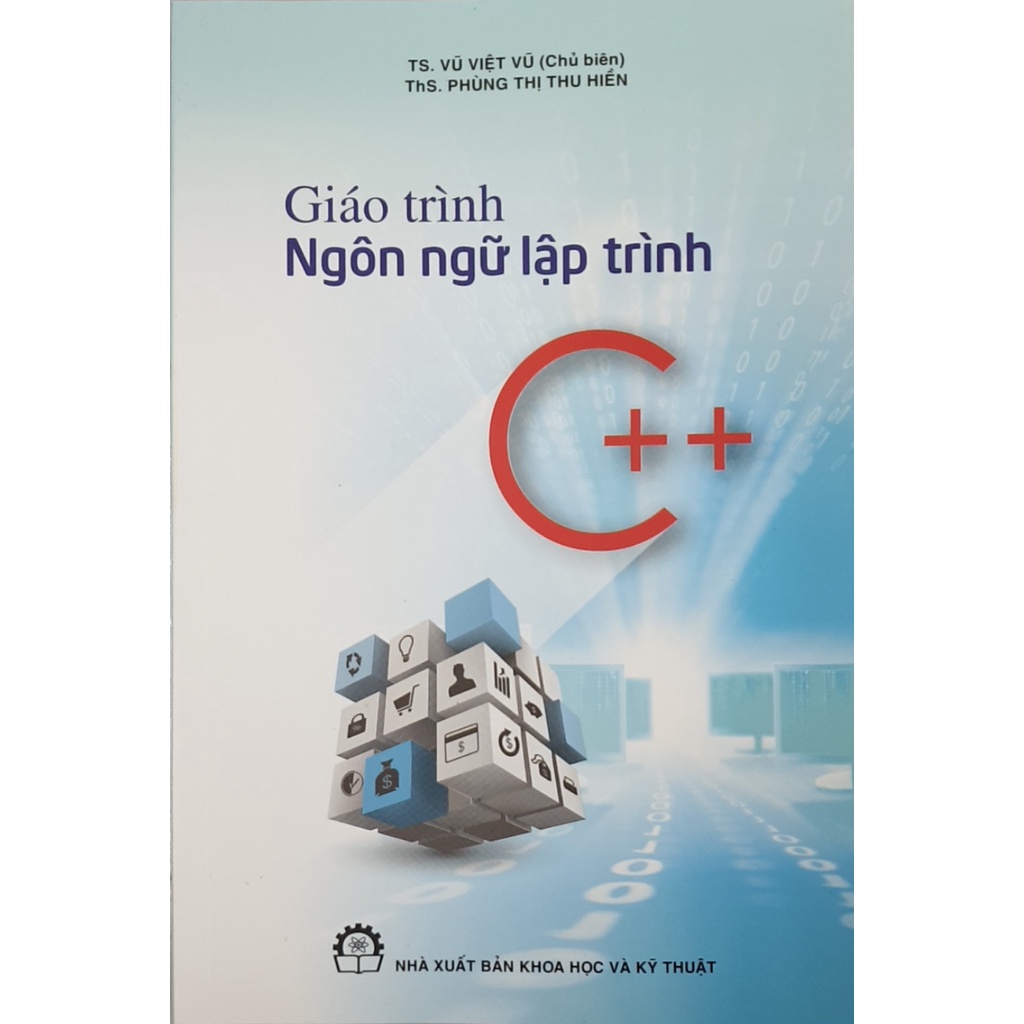 TS. VŨ VIỆT VŨ (Chủ biên)
ThS. PHÙNG THỊ THU HIỀN
Giáo trình
Ngôn ngữ lập trình
C++
NHÀ XUẤT BẢN KHOA HỌC VÀ KỸ THUẬT